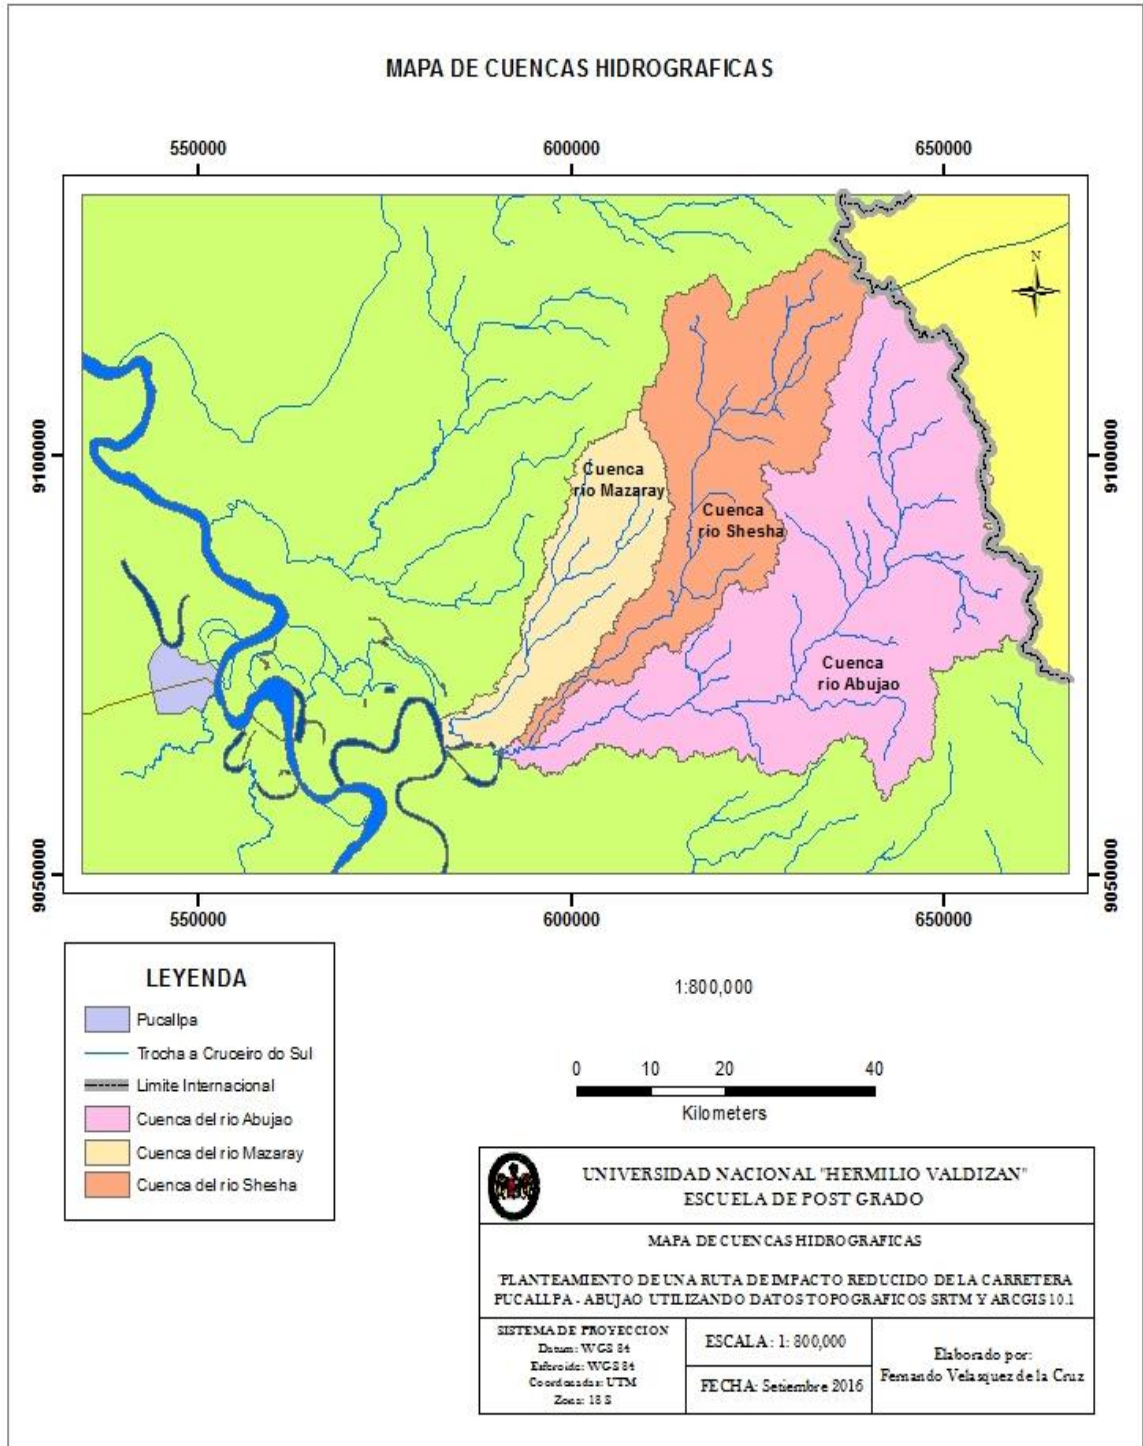 MAPA DE CUENCAS HIDROGRAFICAS
550000
600000
650000
N
9100000
9100000
Cuenca
rio Mazaray
Cuenca
rio Shesha
Cuenca
rio Abujao
9050000
9050000
550000
600000
650000
LEYENDA
Pucallpa
Trocha a Cruceiro do Sul
Limite Internacional
Cuenca del rio Abujao
Cuenca del rio Mazaray
Cuenca del rio Shesha
1:800,000
0 10 20 40
Kilometers
UNIVERSIDAD NACIONAL "HERMILIO VALDIZAN"
ESCUELA DE POST GRADO
MAPA DE CUENCAS HIDROGRAFICAS
"PLANTEAMIENTO DE UNA RUTA DE IMPACTO REDUCIDO DE LA CARRETERA
PUCALLPA - ABUJAO UTILIZANDO DATOS TOPOGRAFICOS SRTM Y ARCGIS 10.1
SISTEMA DE PROYECCION
Datum: WGS 84
Esferoide: WGS 84
Coordenadas: UTM
Zona: 18 S
ESCALA: 1: 800,000
FECHA: Setiembre 2016
Elaborado por:
Fernando Velasquez de la Cruz